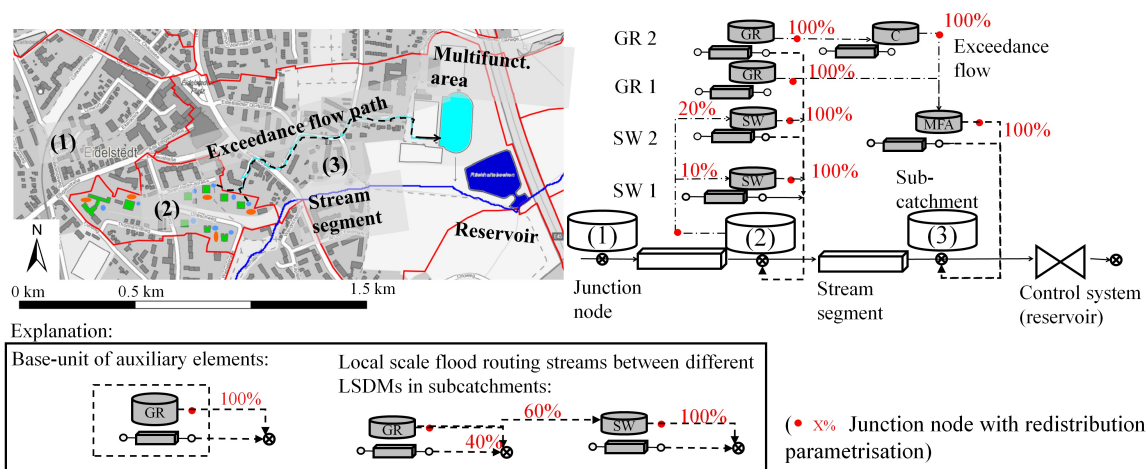 Multifunct.
area
Exceedance flow path
(1)
Eidelstedt
(3)
(2)
Stream
segment
Reservoir
N
0 km 0.5 km 1.5 km
GR 2 GR 100% C 100%
Exceedance
flow
GR 1 GR 100%
20%
SW 2 SW 100% MFA 100%
10%
SW 1 SW 100%
Sub-
catchment
(1) (2) (3)
Junction
node
Stream
segment
Control system
(reservoir)
Explanation:
Base-unit of auxiliary elements:
GR 100%
Local scale flood routing streams between different
LSDMs in subcatchments:
GR 60% SW 100%
40%
( X% Junction node with redistribution
parametrisation)